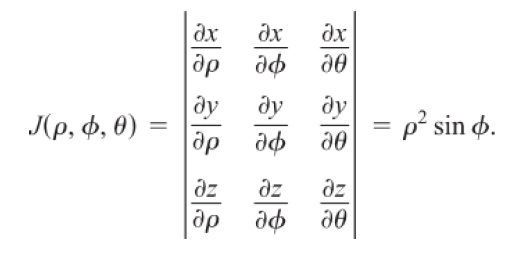 J(ρ, ϕ, θ) = | ∂x/∂ρ ∂x/∂ϕ ∂x/∂θ |
| ∂y/∂ρ ∂y/∂ϕ ∂y/∂θ | = ρ² sin ϕ.
| ∂z/∂ρ ∂z/∂ϕ ∂z/∂θ |